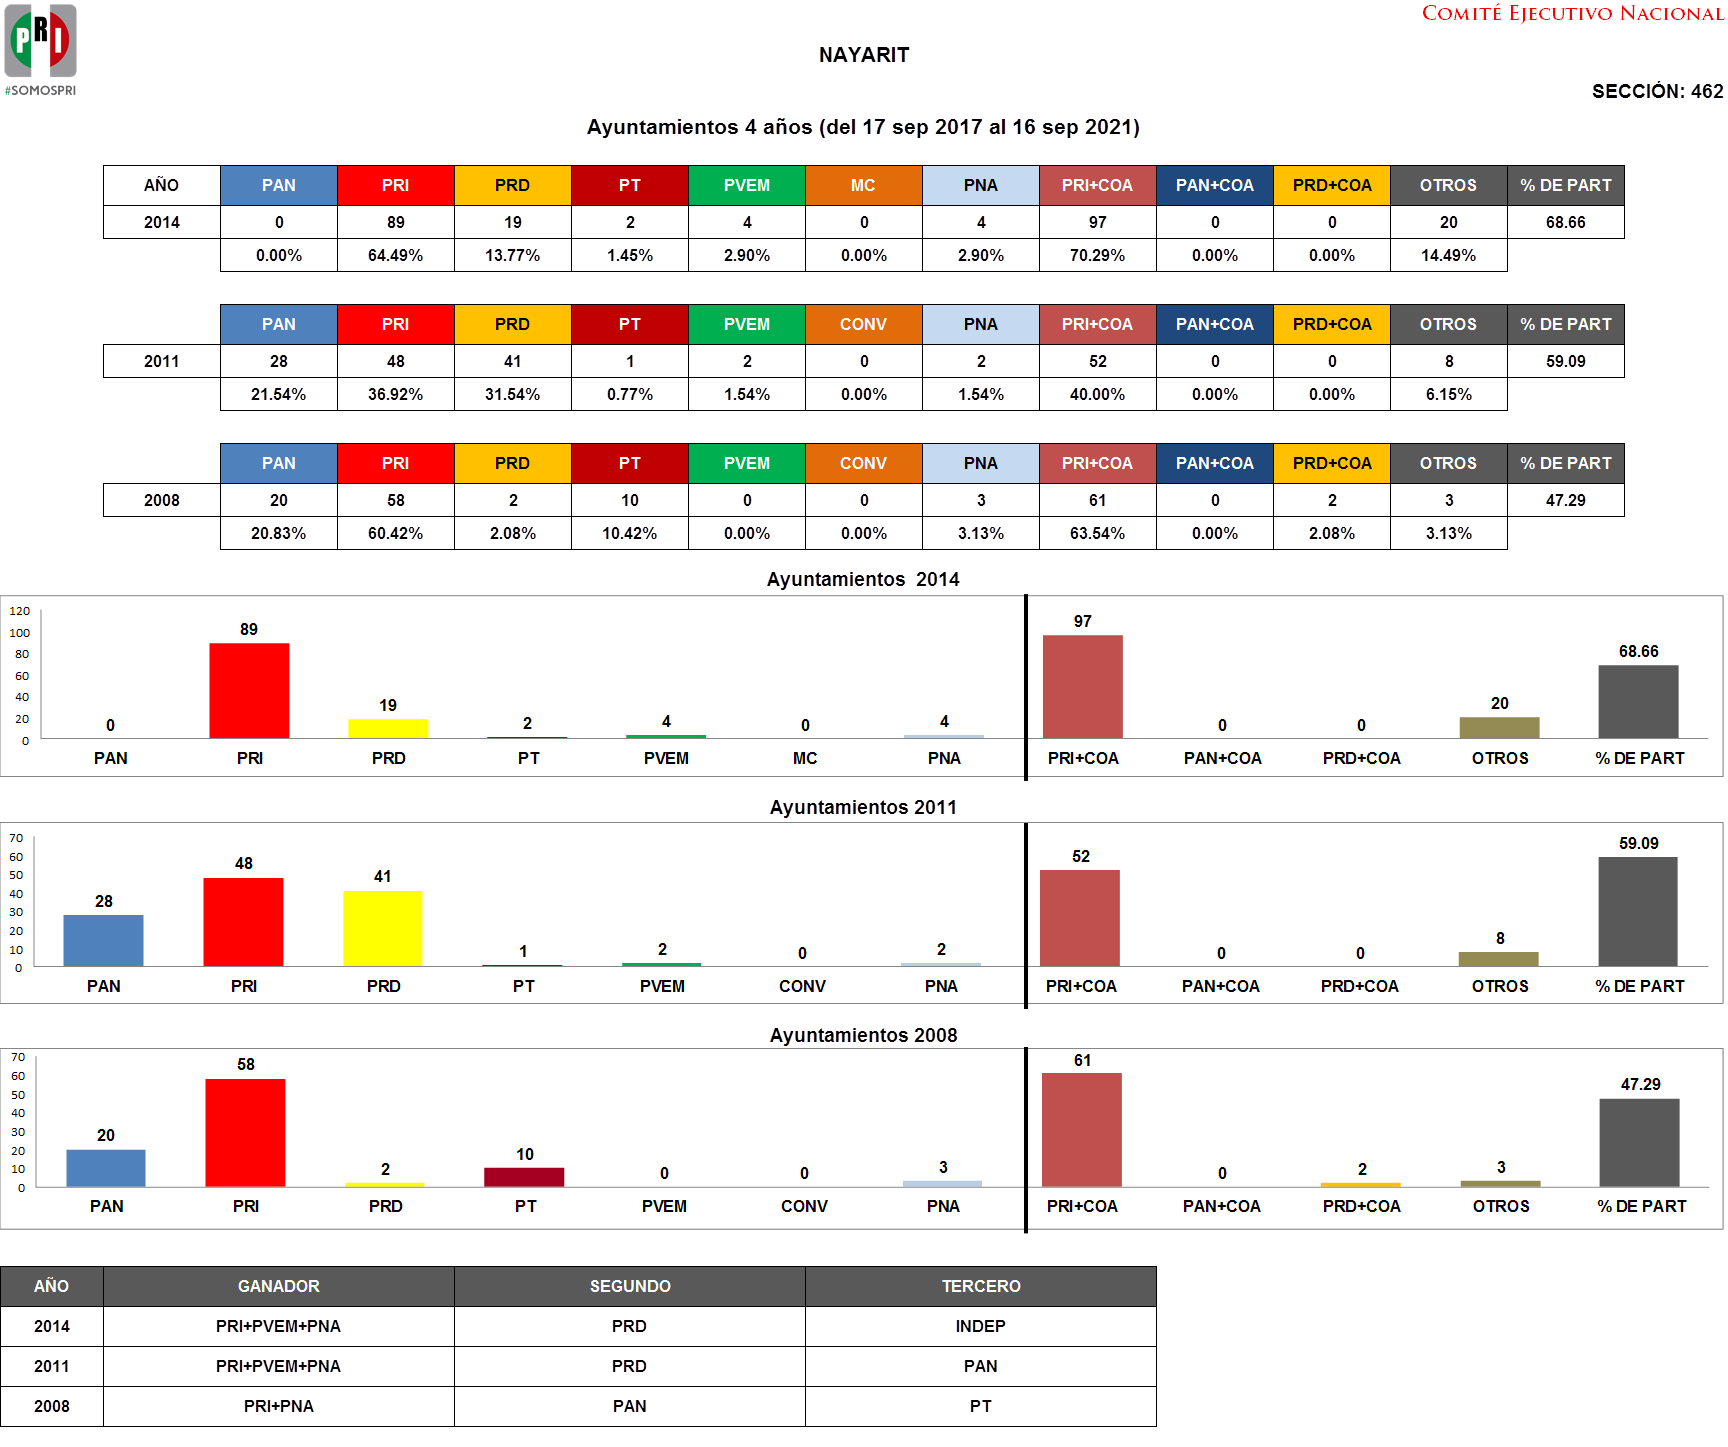 PRI
#SOMOSPRI
COMITÉ EJECUTIVO NACIONAL
NAYARIT
SECCIÓN: 462
Ayuntamientos 4 años (del 17 sep 2017 al 16 sep 2021)
AÑO PAN PRI PRD PT PVEM MC PNA PRI+COA PAN+COA PRD+COA OTROS % DE PART
2014 0 89 19 2 4 0 4 97 0 0 20 68.66
0.00% 64.49% 13.77% 1.45% 2.90% 0.00% 2.90% 70.29% 0.00% 0.00% 14.49%
PAN PRI PRD PT PVEM CONV PNA PRI+COA PAN+COA PRD+COA OTROS % DE PART
2011 28 48 41 1 2 0 2 52 0 0 8 59.09
21.54% 36.92% 31.54% 0.77% 1.54% 0.00% 1.54% 40.00% 0.00% 0.00% 6.15%
PAN PRI PRD PT PVEM CONV PNA PRI+COA PAN+COA PRD+COA OTROS % DE PART
2008 20 58 2 10 0 0 3 61 0 2 3 47.29
20.83% 60.42% 2.08% 10.42% 0.00% 0.00% 3.13% 63.54% 0.00% 2.08% 3.13%
Ayuntamientos 2014
120
100
80
60
40
20
0
0 89 19 2 4 0 4 97 0 0 20 68.66
PAN PRI PRD PT PVEM MC PNA PRI+COA PAN+COA PRD+COA OTROS % DE PART
Ayuntamientos 2011
70
60
50
40
30
20
10
0
28 48 41 1 2 0 2 52 0 0 8 59.09
PAN PRI PRD PT PVEM CONV PNA PRI+COA PAN+COA PRD+COA OTROS % DE PART
Ayuntamientos 2008
70
60
50
40
30
20
10
0
20 58 2 10 0 0 3 61 0 2 3 47.29
PAN PRI PRD PT PVEM CONV PNA PRI+COA PAN+COA PRD+COA OTROS % DE PART
AÑO GANADOR SEGUNDO TERCERO
2014 PRI+PVEM+PNA PRD INDEP
2011 PRI+PVEM+PNA PRD PAN
2008 PRI+PNA PAN PT